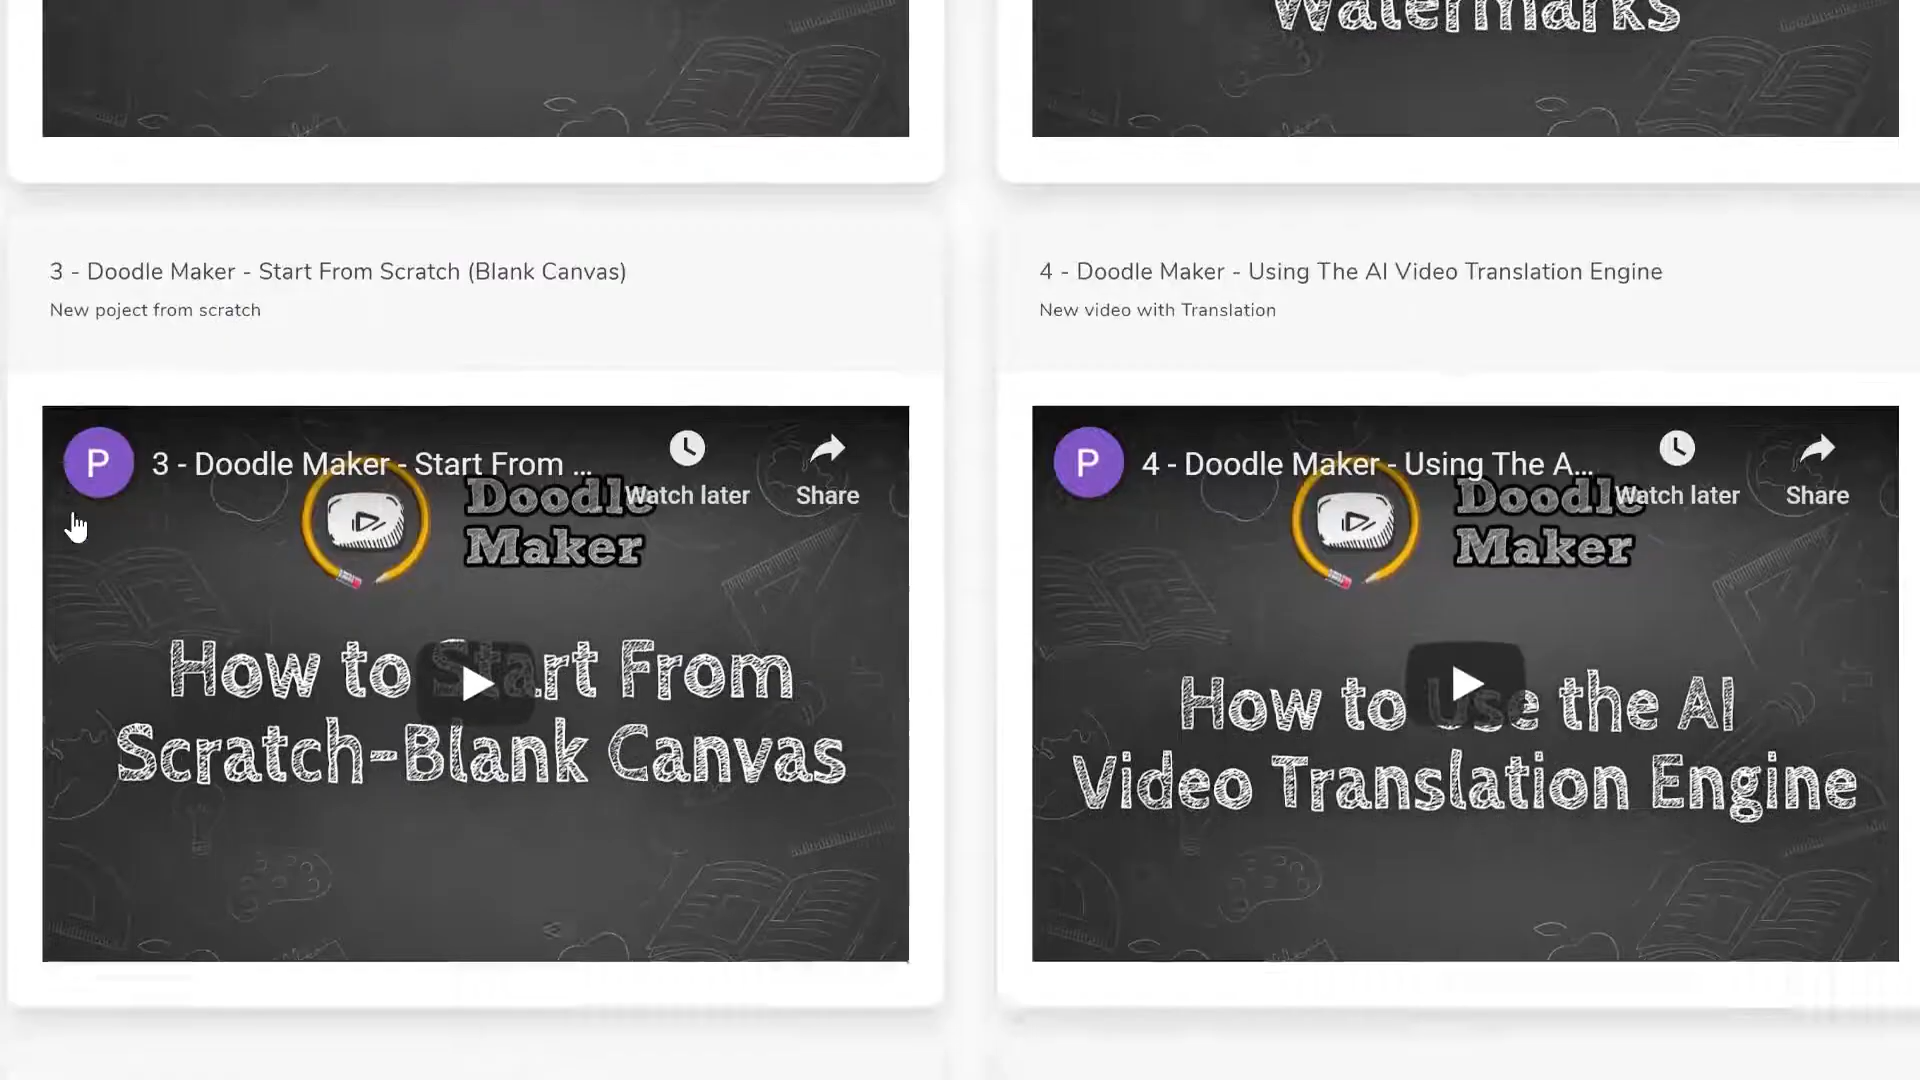 Watermarks
3 - Doodle Maker - Start From Scratch (Blank Canvas)
New poject from scratch
4 - Doodle Maker - Using The AI Video Translation Engine
New video with Translation
P
3 - Doodle Maker - Start From ...
Watch later
Share
Doodle
Maker
How to Start From
Scratch-Blank Canvas
P
4 - Doodle Maker - Using The A...
Watch later
Share
Doodle
Maker
How to Use the AI
Video Translation Engine